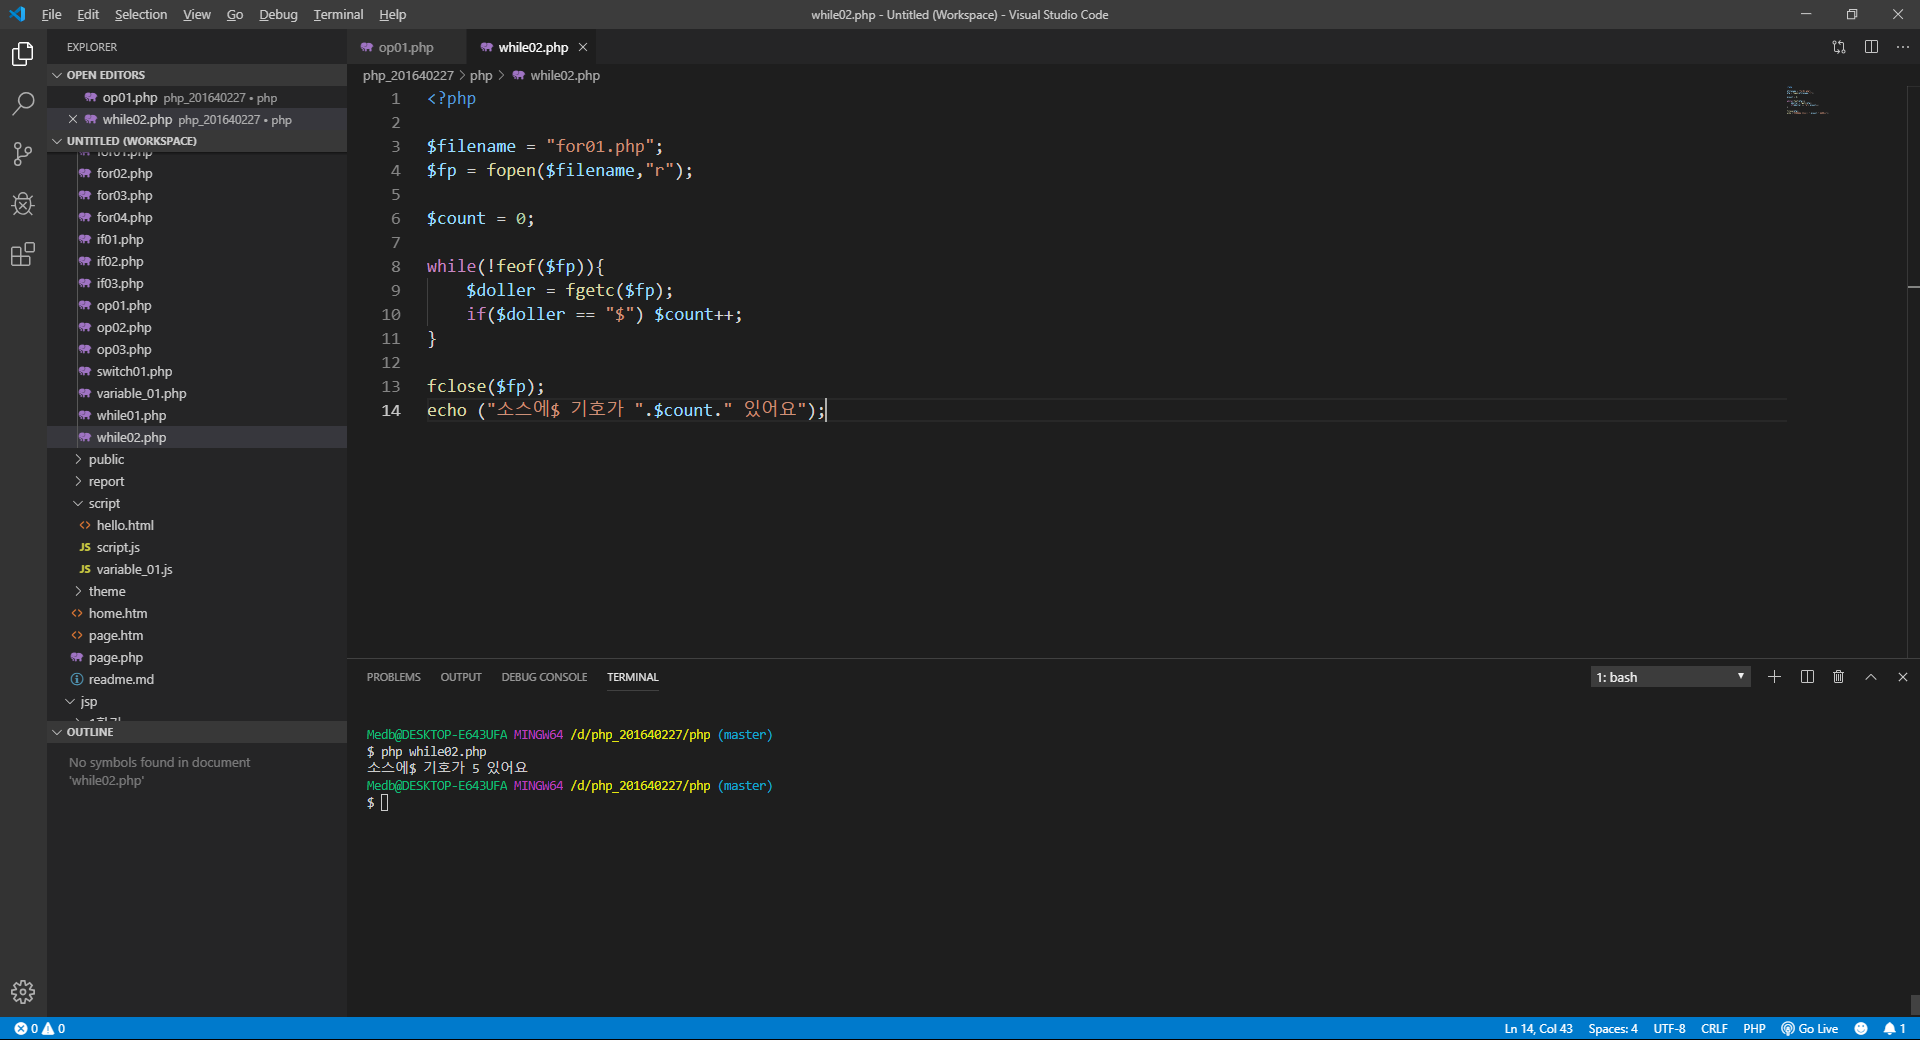 File Edit Selection View Go Debug Terminal Help
while02.php - Untitled (Workspace) - Visual Studio Code
EXPLORER
OPEN EDITORS
op01.php php_201640227 • php
while02.php php_201640227 • php
UNTITLED (WORKSPACE)
for01.php
for02.php
for03.php
for04.php
if01.php
if02.php
if03.php
op01.php
op02.php
op03.php
switch01.php
variable_01.php
while01.php
while02.php
public
report
script
hello.html
JS script.js
JS variable_01.js
theme
home.htm
page.htm
page.php
readme.md
jsp
OUTLINE
No symbols found in document
'while02.php'
op01.php while02.php
php_201640227 > php > while02.php
1 <?php
2
3 $filename = "for01.php";
4 $fp = fopen($filename,"r");
5
6 $count = 0;
7
8 while(!feof($fp)){
9 $doller = fgetc($fp);
10 if($doller == "$") $count++;
11 }
12
13 fclose($fp);
14 echo ("소스에$ 기호가 ".$count." 있어요");
PROBLEMS OUTPUT DEBUG CONSOLE TERMINAL
1: bash
Medb@DESKTOP-E643UFA MINGW64 /d/php_201640227/php (master)
$ php while02.php
소스에$ 기호가 5 있어요
Medb@DESKTOP-E643UFA MINGW64 /d/php_201640227/php (master)
$
0 0
Ln 14, Col 43 Spaces: 4 UTF-8 CRLF PHP Go Live 1